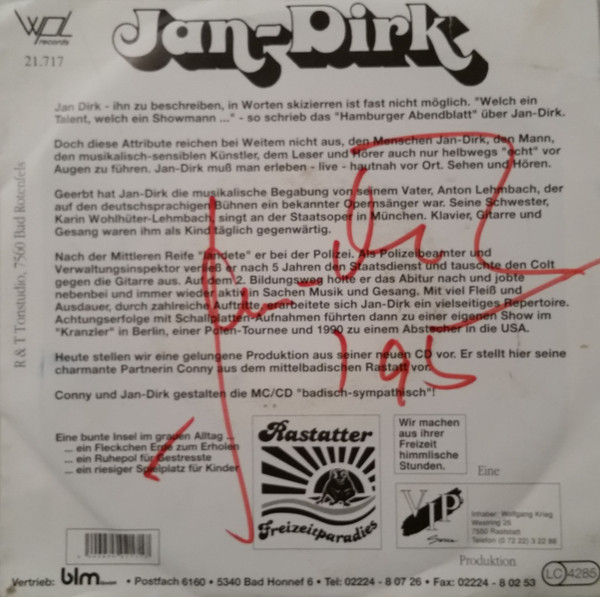 WPL
records
21.717
Jan-Dirk
Jan Dirk - ihn zu beschreiben, in Worten skizierren ist fast nicht möglich. "Welch ein
Talent, welch ein Showmann ..." - so schrieb das "Hamburger Abendblatt" über Jan-Dirk.
Doch diese Attribute reichen bei Weitem nicht aus, den Menschen Jan-Dirk, den Mann,
den musikalisch-sensiblen Künstler, dem Leser und Hörer auch nur helbwegs "echt" vor
Augen zu führen. Jan-Dirk muß man erleben - live - hautnah vor Ort. Sehen und Hören.
Geerbt hat Jan-Dirk die musikalische Begabung von seinem Vater, Anton Lehmbach, der
auf den deutschsprachigen Bühnen ein bekannter Opernsänger war. Seine Schwester,
Karin Wohlhüter-Lehmbach, singt an der Staatsoper in München. Klavier, Gitarre und
Gesang waren ihm als Kind täglich gegenwärtig.
Nach der Mittleren Reife "landete" er bei der Polizei. Als Polizeibeamter und
Verwaltungsinspektor verließ er nach 5 Jahren den Staatsdienst und tauschte den Colt
gegen die Gitarre aus. Auf dem 2. Bildungsweg holte er das Abitur nach und jobte
nebenbei und immer wieder aktiv in Sachen Musik und Gesang. Mit viel Fleiß und
Ausdauer, durch zahlreiche Auftritte, erarbeitete sich Jan-Dirk ein vielseitiges Repertoire.
Achtungserfolge mit Schallplatten-Aufnahmen führten dann zu einer eigenen Show im
"Kranzler" in Berlin, einer Polen-Tournee und 1990 zu einem Abstecher in die USA.
Heute stellen wir eine gelungene Produktion aus seiner neuen CD vor. Er stellt hier seine
charmante Partnerin Conny aus dem mittelbadischen Rastatt vor.
Conny und Jan-Dirk gestalten die MC/CD "badisch-sympathisch"!
R & T Tonstudio, 7500 Bad Rotenfels
Eine bunte Insel im grauen Alltag ...
... ein Fleckchen Erde zum Erholen
... ein Ruhepol für Gestresste
... ein riesiger Spielplatz für Kinder
Rastatter
Freizeitparadies
Wir machen
aus ihrer
Freizeit
himmlische
Stunden.
Eine
VIP
Service
Inhaber: Wolfgang Krieg
7550 Rastatt
Telefon (0 72 22) 3 22 88
Produktion
Vertrieb: blm • Postfach 6160 • 5340 Bad Honnef 6 • Tel: 02224 - 8 07 26 • Fax: 02224 - 8 02 53
LC 4285
Jan-Dirk
'95